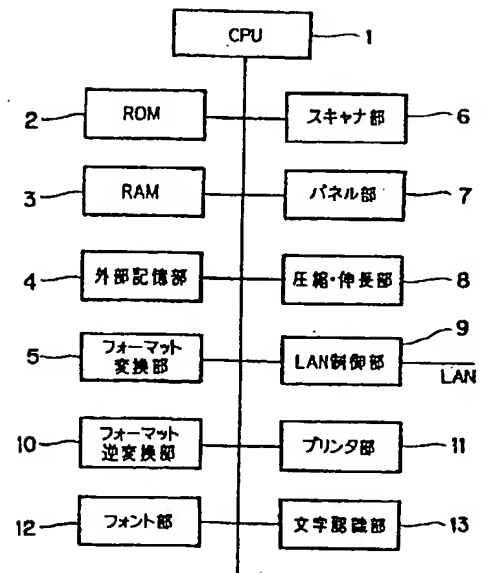 CPU
1
2
ROM
スキャナ部
6
3
RAM
パネル部
7
4
外部記憶部
圧縮・伸長部
8
5
フォーマット
変換部
LAN制御部
9
LAN
10
フォーマット
逆変換部
プリンタ部
11
12
フォント部
文字認識部
13